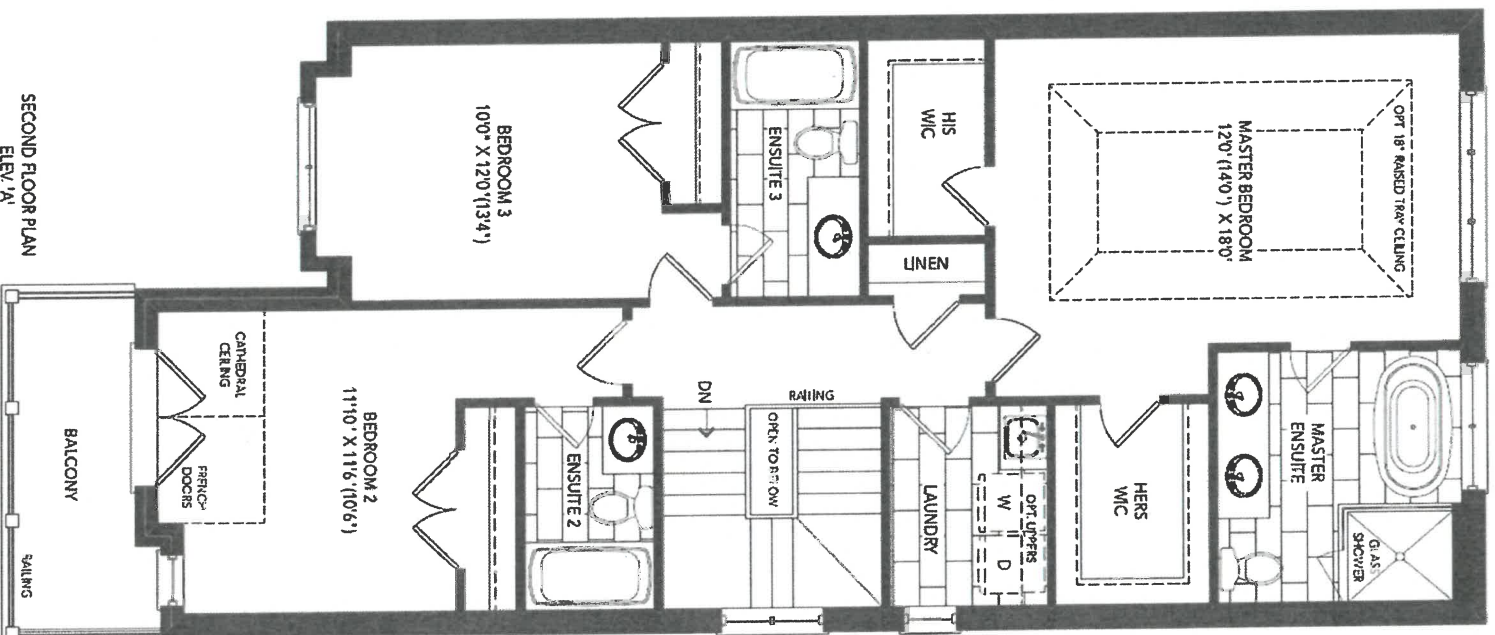 OPT 18" RAISED TRAY CEILING
MASTER BEDROOM
12'0" (14'0") X 18'0"
MASTER
ENSUITE
GLASS
SHOWER
HIS
WIC
HERS
WIC
LINEN
OPT. UPPERS
W
D
LAUNDRY
ENSUITE 3
RAILING
OPEN TO BELOW
DN
ENSUITE 2
BEDROOM 3
10'0" X 12'0" (13'4")
BEDROOM 2
11'10" X 11'6" (10'6")
CATHEDRAL
CEILING
FRENCH
DOORS
BALCONY
RAILING
SECOND FLOOR PLAN
ELEV. 'A'